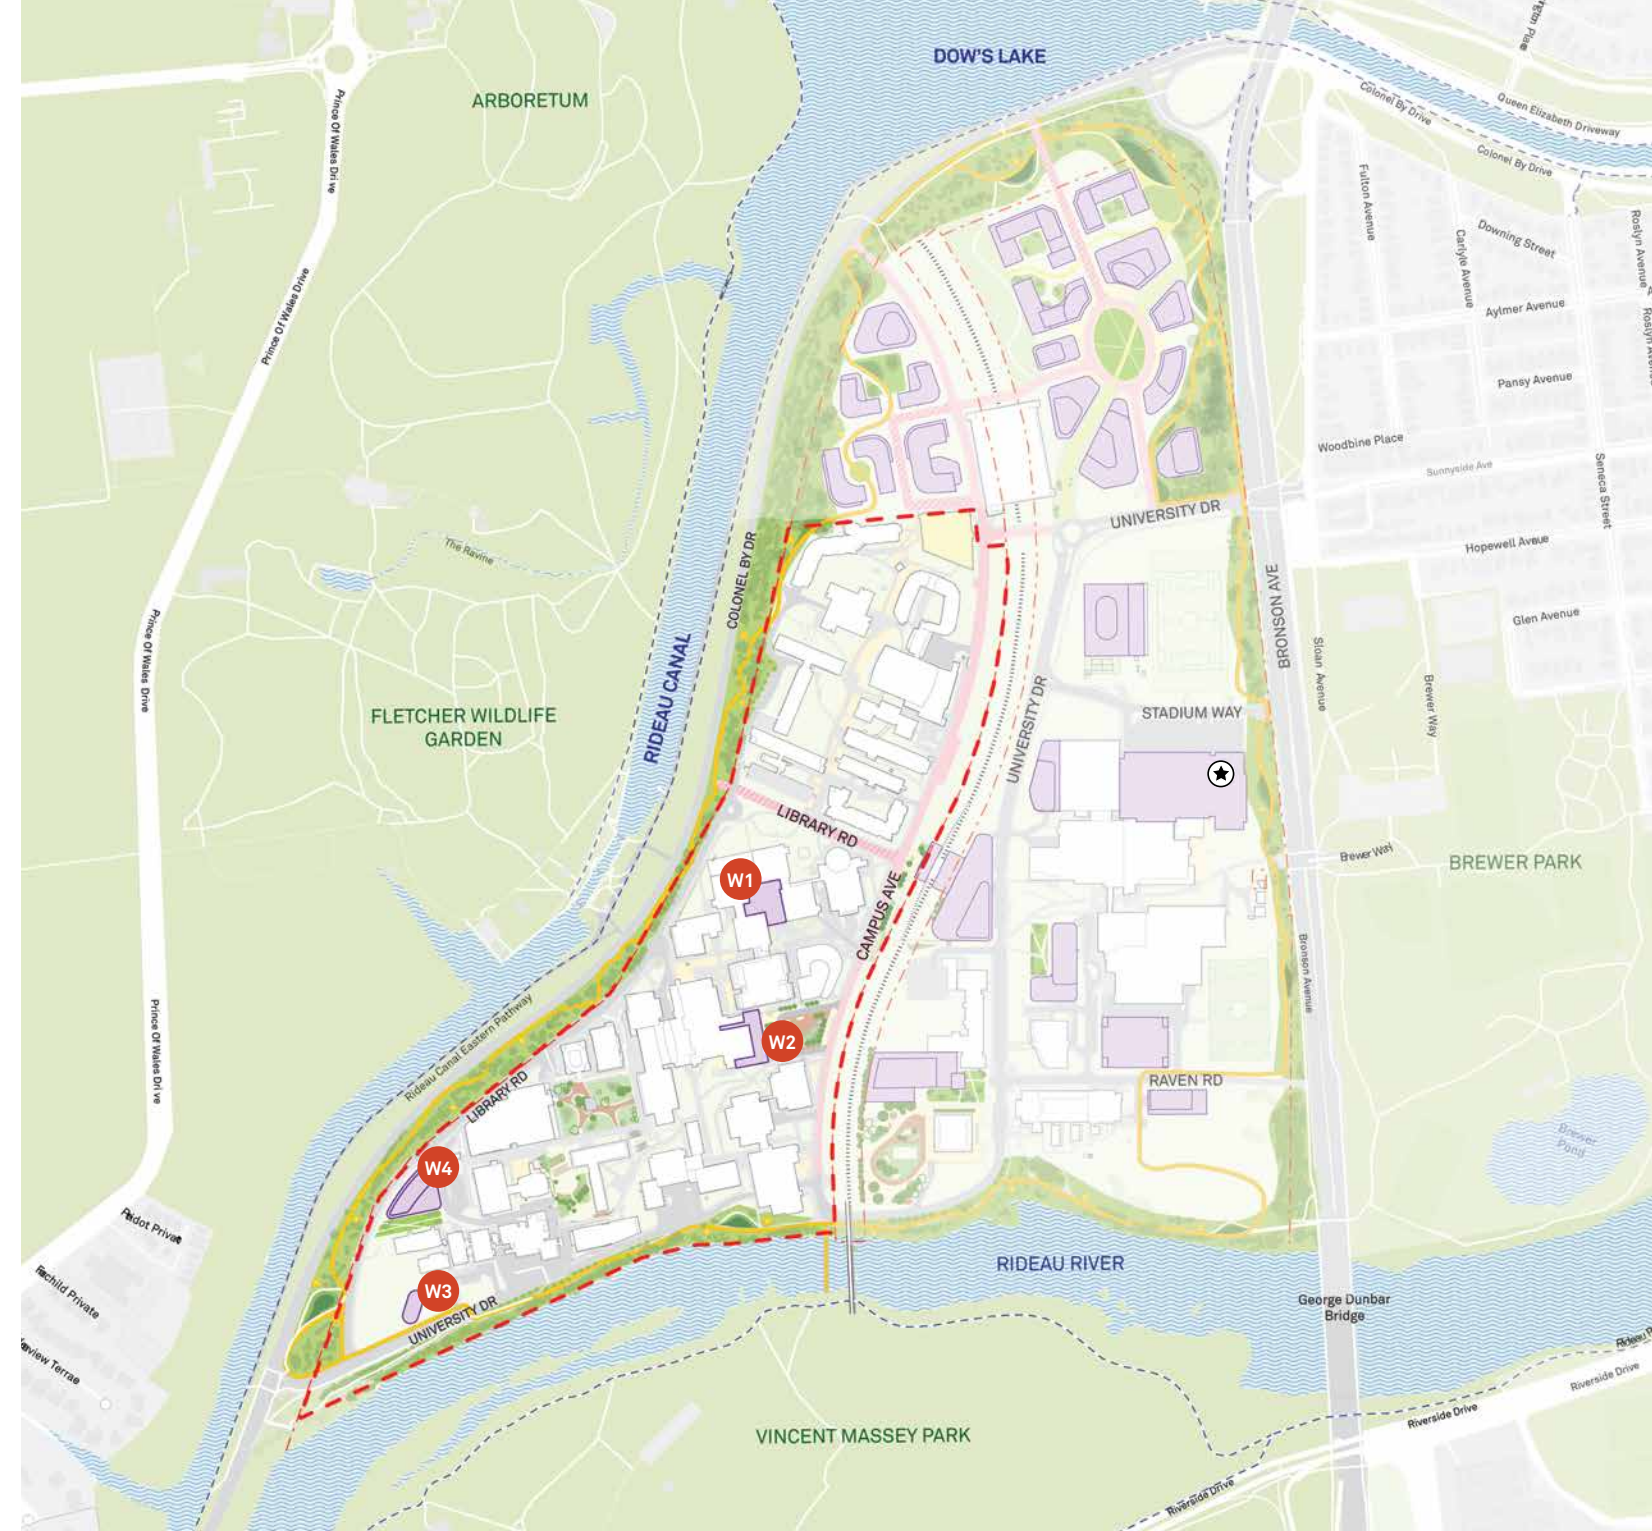 DOW'S LAKE
ARBORETUM
Colonel By Drive
Queen Elizabeth Driveway
Colonel By Drive
Prince Of Wales Drive
Fulton Avenue
Carlyle Avenue
Downing Street
Roslyn Avenue
Aylmer Avenue
Prince Of Wales Drive
Pansy Avenue
Woodbine Place
Sunnyside Ave
Seneca Street
UNIVERSITY DR
Hopewell Aveue
The Ravine
COLONEL BY DR
BRONSON AVE
Glen Avenue
Prince Of Wales Drive
RIDEAU CANAL
FLETCHER WILDLIFE
GARDEN
UNIVERSITY DR
STADIUM WAY
Sloan Avenue
Brewer Way
LIBRARY RD
Brewer Way
BREWER PARK
W1
CAMPUS AVE
Bronson Avenue
Prince Of Wales Drive
Rideau Canal Eastern Pathway
W2
LIBRARY RD
RAVEN RD
Brewer
Pond
W4
RIDEAU RIVER
W3
UNIVERSITY DR
George Dunbar
Bridge
Riverside Drive
Riverside Drive
VINCENT MASSEY PARK
Riverside Drive